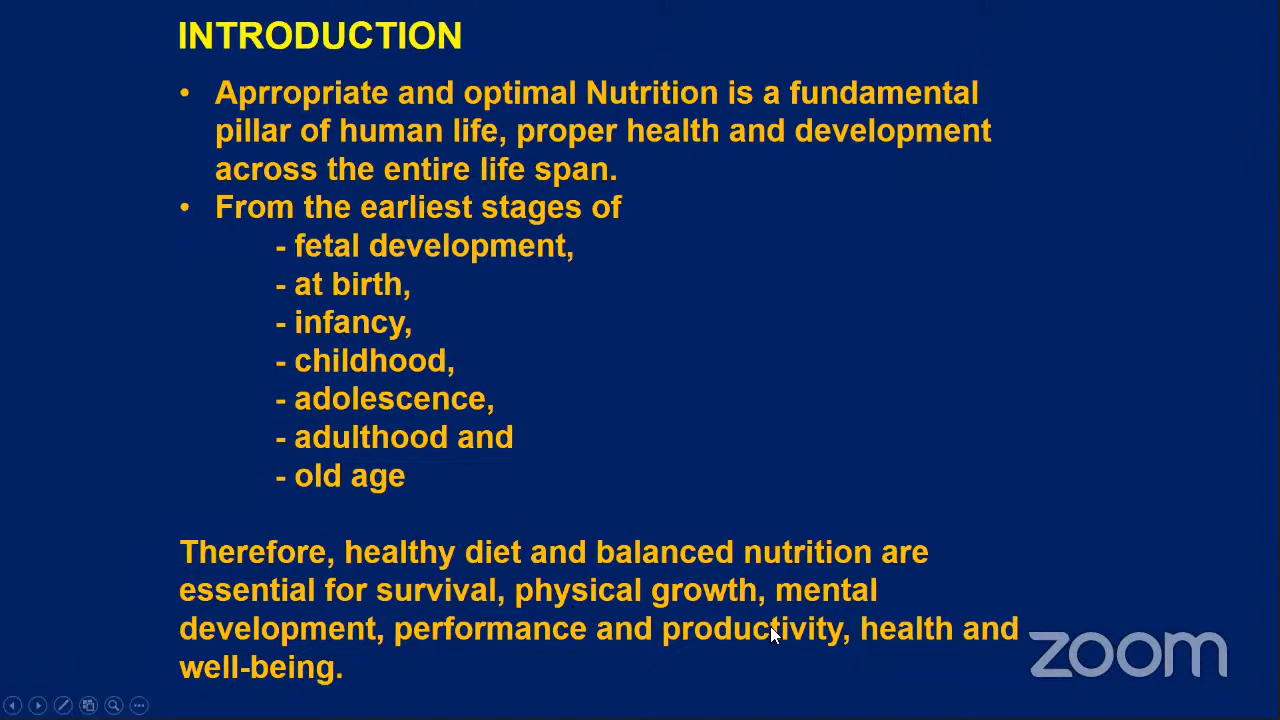 INTRODUCTION
• Aprropriate and optimal Nutrition is a fundamental
pillar of human life, proper health and development
across the entire life span.
• From the earliest stages of
- fetal development,
- at birth,
- infancy,
- childhood,
- adolescence,
- adulthood and
- old age
Therefore, healthy diet and balanced nutrition are
essential for survival, physical growth, mental
development, performance and productivity, health and
well-being.
zoom